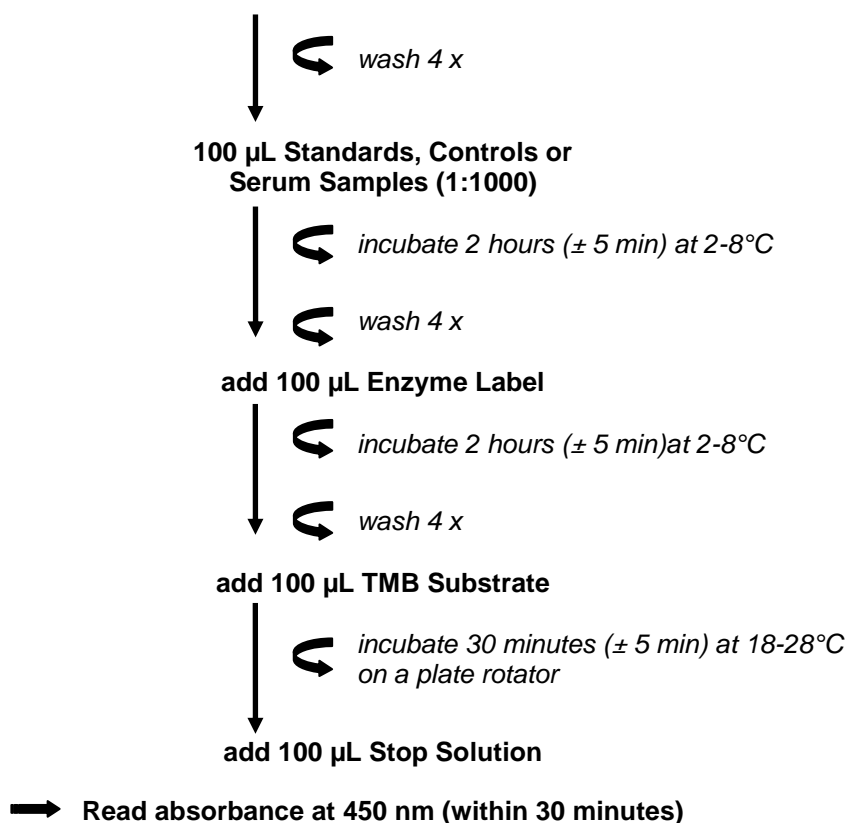 wash 4 x
100 µL Standards, Controls or
Serum Samples (1:1000)
incubate 2 hours (± 5 min) at 2-8°C
wash 4 x
add 100 µL Enzyme Label
incubate 2 hours (± 5 min)at 2-8°C
wash 4 x
add 100 µL TMB Substrate
incubate 30 minutes (± 5 min) at 18-28°C
on a plate rotator
add 100 µL Stop Solution
Read absorbance at 450 nm (within 30 minutes)